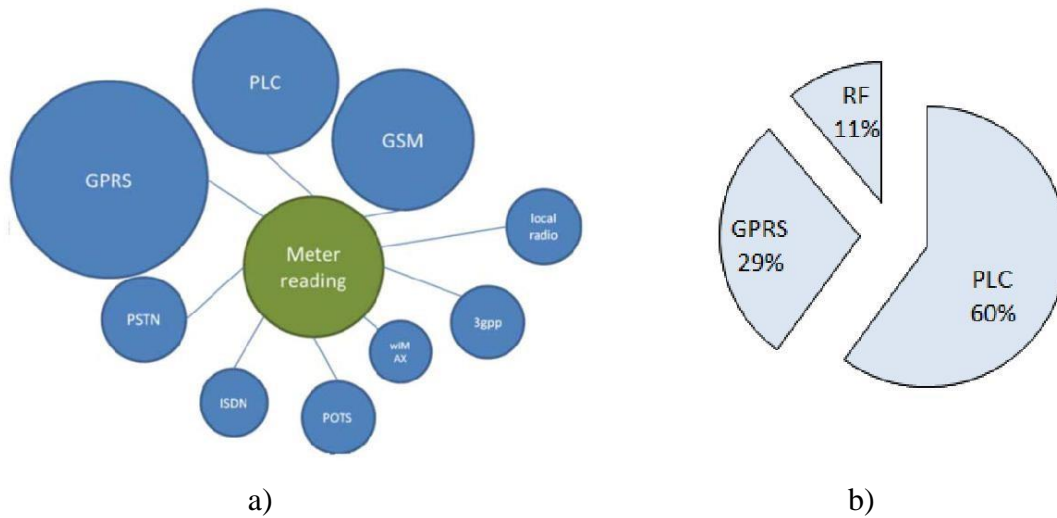 PLC
GSM
GPRS
local
radio
Meter
reading
PSTN
3gpp
wIM
AX
ISDN
POTS
RF
11%
GPRS
29%
PLC
60%
a)
b)